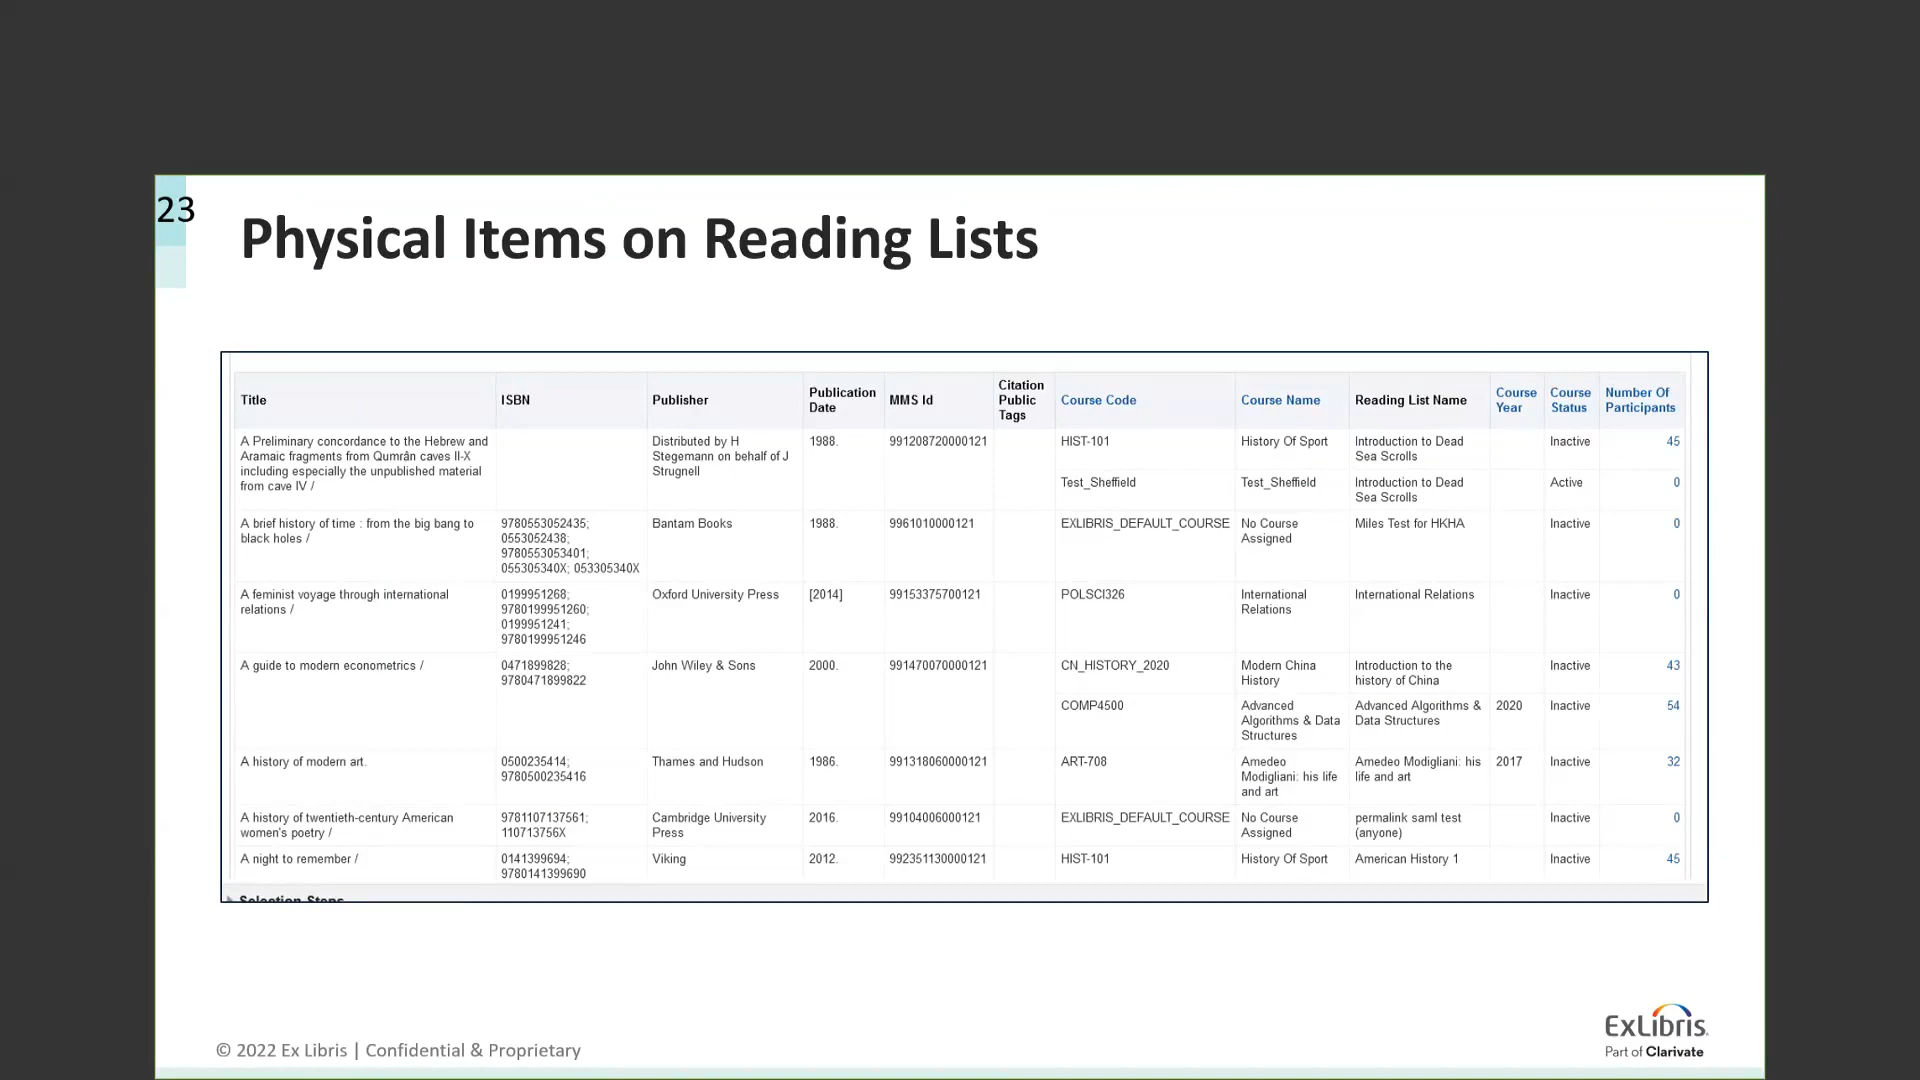 23
Physical Items on Reading Lists
Title ISBN Publisher Publication Date MMS Id Citation Public Tags Course Code Course Name Reading List Name Course Year Course Status Number Of Participants
A Preliminary concordance to the Hebrew and Aramaic fragments from Qumrân caves II-X including especially the unpublished material from cave IV / Distributed by H Stegemann on behalf of J Strugnell 1988. 991208720000121 HIST-101 History Of Sport Introduction to Dead Sea Scrolls Inactive 45
Test_Sheffield Test_Sheffield Introduction to Dead Sea Scrolls Active 0
A brief history of time : from the big bang to black holes / 9780553052435; 0553052438; 9780553053401; 055305340X; 053305340X Bantam Books 1988. 9961010000121 EXLIBRIS_DEFAULT_COURSE No Course Assigned Miles Test for HKHA Inactive 0
A feminist voyage through international relations / 0199951268; 9780199951260; 0199951241; 9780199951246 Oxford University Press [2014] 99153375700121 POLSCI326 International Relations International Relations Inactive 0
A guide to modern econometrics / 0471899828; 9780471899822 John Wiley & Sons 2000. 991470070000121 CN_HISTORY_2020 Modern China History Introduction to the history of China Inactive 43
COMP4500 Advanced Algorithms & Data Structures Advanced Algorithms & Data Structures 2020 Inactive 54
A history of modern art. 0500235414; 9780500235416 Thames and Hudson 1986. 991318060000121 ART-708 Amedeo Modigliani: his life and art Amedeo Modigliani: his life and art 2017 Inactive 32
A history of twentieth-century American women's poetry / 9781107137561; 110713756X Cambridge University Press 2016. 99104006000121 EXLIBRIS_DEFAULT_COURSE No Course Assigned permalink saml test (anyone) Inactive 0
A night to remember / 0141399694; 9780141399690 Viking 2012. 992351130000121 HIST-101 History Of Sport American History 1 Inactive 45
Selection Steps
© 2022 Ex Libris | Confidential & Proprietary
ExLibris
Part of Clarivate